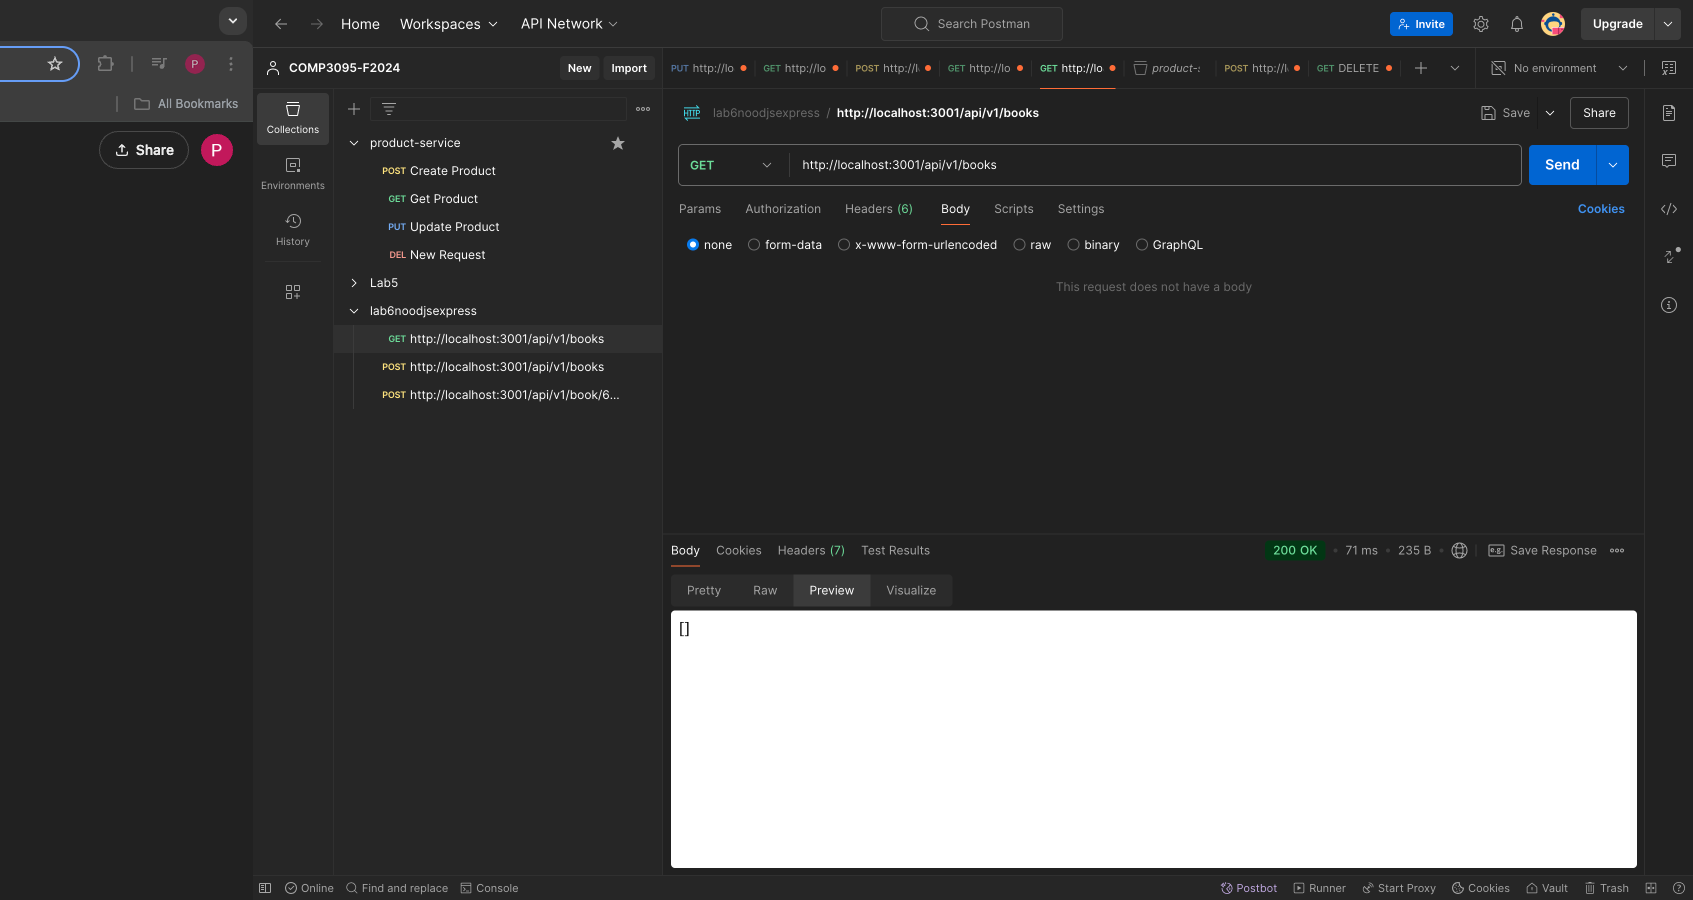 Home Workspaces API Network
Search Postman
Invite
Upgrade
COMP3095-F2024
New Import
PUT http://lo
GET http://lo
POST http://l
GET http://lo
GET http://lo
product-
POST http://l
GET DELETE
No environment
P
All Bookmarks
Share
P
Collections
Environments
History
product-service
POST Create Product
GET Get Product
PUT Update Product
DEL New Request
Lab5
lab6noodjsexpress
GET http://localhost:3001/api/v1/books
POST http://localhost:3001/api/v1/books
POST http://localhost:3001/api/v1/book/6...
HTTP lab6noodjsexpress / http://localhost:3001/api/v1/books
Save
Share
GET http://localhost:3001/api/v1/books
Send
Params Authorization Headers (6) Body Scripts Settings
Cookies
none form-data x-www-form-urlencoded raw binary GraphQL
This request does not have a body
Body Cookies Headers (7) Test Results
200 OK • 71 ms • 235 B
e.g. Save Response
Pretty Raw Preview Visualize
[]
Online Find and replace Console
Postbot Runner Start Proxy Cookies Vault Trash